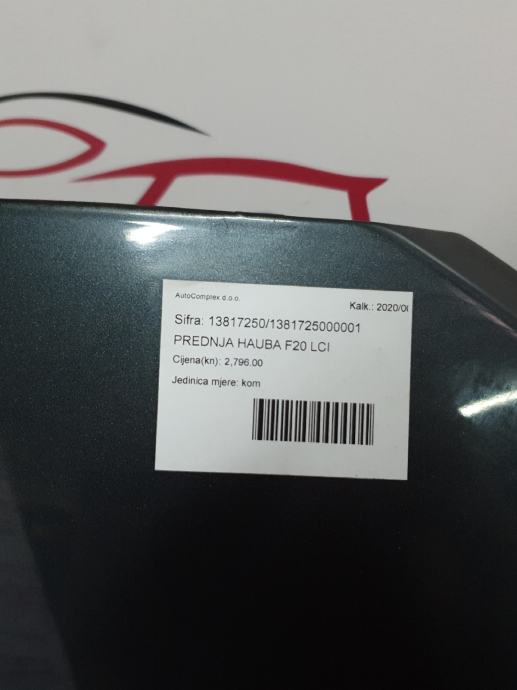 AutoComplex d.o.o.
Kalk.: 2020/0
Sifra: 13817250/1381725000001
PREDNJA HAUBA F20 LCI
Cijena(kn): 2,796.00
Jedinica mjere: kom